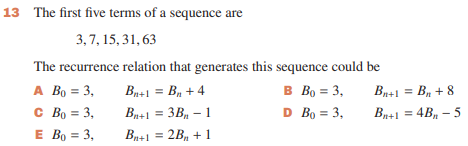 13 The first five terms of a sequence are
3, 7, 15, 31, 63
The recurrence relation that generates this sequence could be
A B₀ = 3, Bₙ₊₁ = Bₙ + 4 B B₀ = 3, Bₙ₊₁ = Bₙ + 8
C B₀ = 3, Bₙ₊₁ = 3Bₙ − 1 D B₀ = 3, Bₙ₊₁ = 4Bₙ − 5
E B₀ = 3, Bₙ₊₁ = 2Bₙ + 1